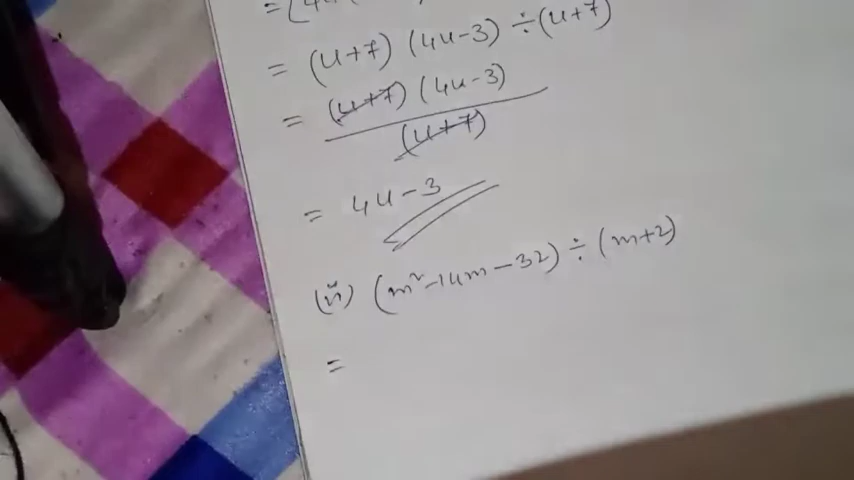 = (u+7) (4u-3) ÷ (u+7)
= (u+7) (4u-3)
(u+7)
= 4u-3
(ii) (m²-14m-32) ÷ (m+2)
=